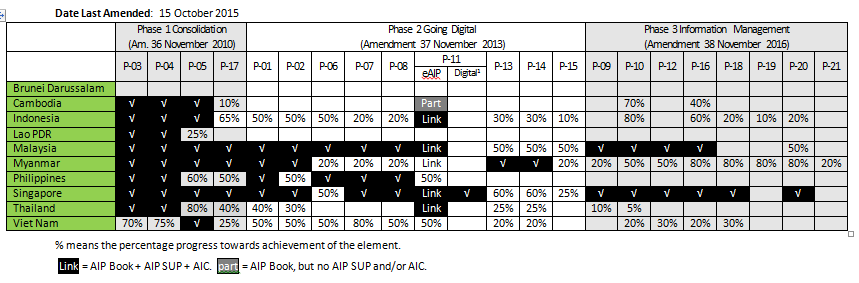 Date Last Amended: 15 October 2015
Phase 1 Consolidation Phase 2 Going Digital Phase 3 Information Management
(Am. 36 November 2010) (Amendment 37 November 2013) (Amendment 38 November 2016)
P-03 P-04 P-05 P-17 P-01 P-02 P-06 P-07 P-08 P-11 P-13 P-14 P-15 P-09 P-10 P-12 P-16 P-18 P-19 P-20 P-21
eAIP Digital¹
Brunei Darussalam
Cambodia √ √ √ 10% Part 70% 40%
Indonesia √ √ √ 65% 50% 50% 50% 20% 20% Link 30% 30% 10% 80% 60% 20% 10% 20%
Lao PDR √ √ 25%
Malaysia √ √ √ √ √ √ √ √ √ Link 50% 50% 50% √ √ √ √ 50%
Myanmar √ √ √ √ √ √ 20% 20% 20% Link √ √ 20% 20% 50% 50% 80% 80% 80% 80% 20%
Philippines √ √ 60% 50% √ 50% √ √ √ 50%
Singapore √ √ √ √ √ √ 50% √ √ Link √ 60% 60% 25% √ √ √ √ √ √
Thailand √ √ 80% 40% 40% 30% Link 25% 25% 10% 5%
Viet Nam 70% 75% √ 25% 50% 50% 50% 80% 50% 50% 20% 20% 20% 30% 20% 30%
% means the percentage progress towards achievement of the element.
Link = AIP Book + AIP SUP + AIC. part = AIP Book, but no AIP SUP and/or AIC.